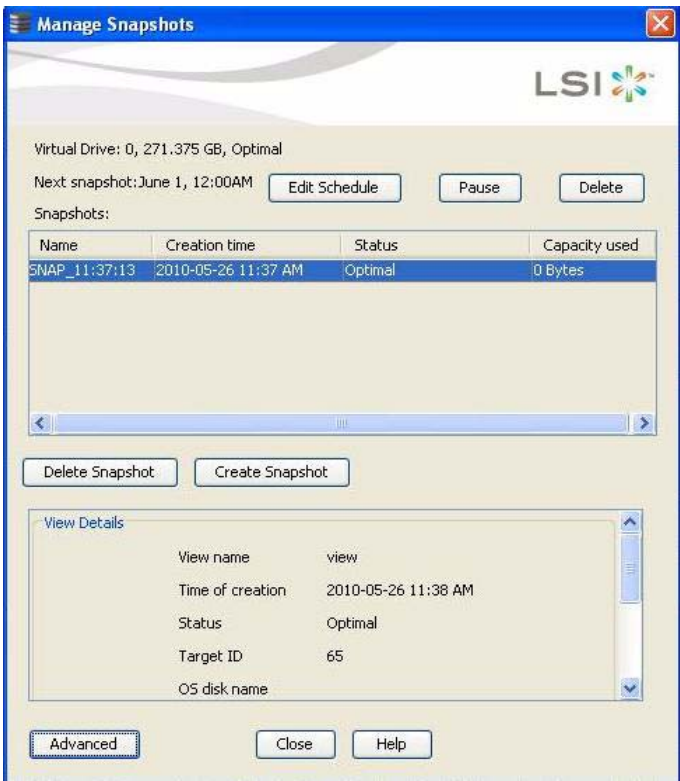 Manage Snapshots
LSI
Virtual Drive: 0, 271.375 GB, Optimal
Next snapshot:June 1, 12:00AM Edit Schedule Pause Delete
Snapshots:
Name Creation time Status Capacity used
SNAP_11:37:13 2010-05-26 11:37 AM Optimal 0 Bytes
Delete Snapshot Create Snapshot
View Details
View name view
Time of creation 2010-05-26 11:38 AM
Status Optimal
Target ID 65
OS disk name
Advanced Close Help